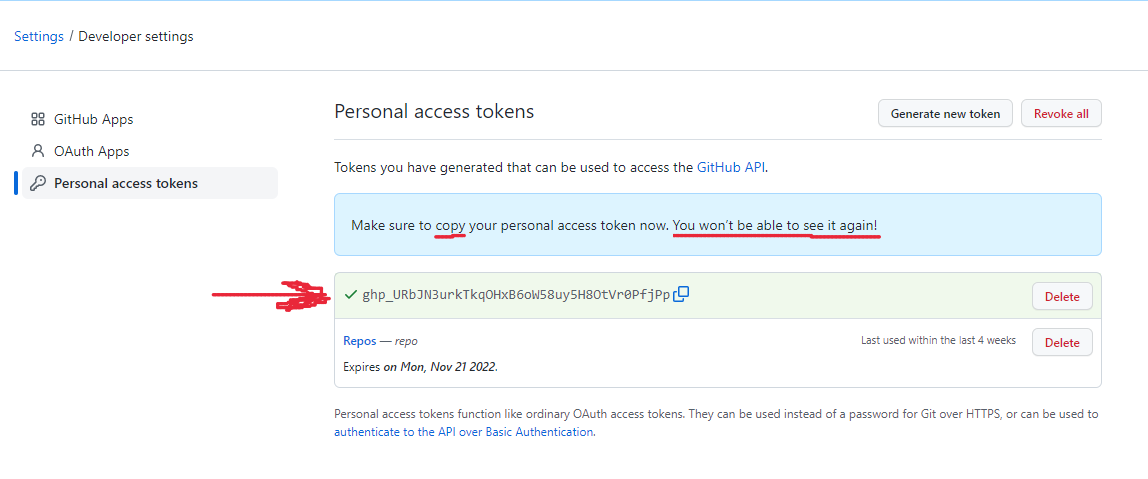 Settings / Developer settings
GitHub Apps
OAuth Apps
Personal access tokens
Personal access tokens
Generate new token
Revoke all
Tokens you have generated that can be used to access the GitHub API.
Make sure to copy your personal access token now. You won't be able to see it again!
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
Delete
Repos — repo
Last used within the last 4 weeks
Delete
Expires on Mon, Nov 21 2022.
Personal access tokens function like ordinary OAuth access tokens. They can be used instead of a password for Git over HTTPS, or can be used to
authenticate to the API over Basic Authentication.